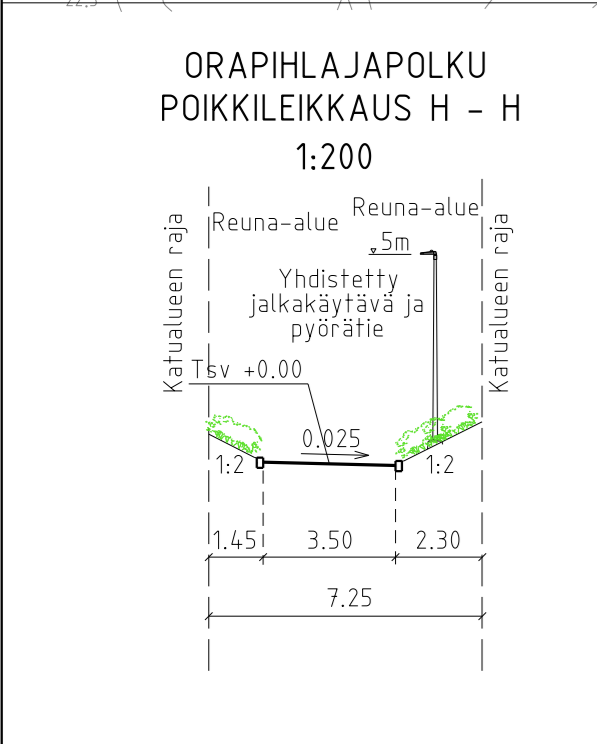 ORAPIHLAJAPOLKU
POIKKILEIKKAUS H - H
1:200
Katualueen raja
Reuna-alue
Reuna-alue
Katualueen raja
5m
Yhdistetty
jalkakäytävä ja
pyörätie
Tsv +0.00
0.025
1:2
1:2
1.45
3.50
2.30
7.25